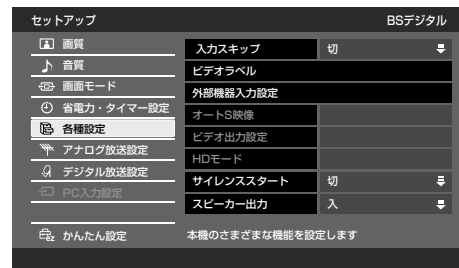 セットアップ BSデジタル
画質
音質
画面モード
省電力・タイマー設定
各種設定
アナログ放送設定
デジタル放送設定
PC入力設定
かんたん設定
入力スキップ 切
ビデオラベル
外部機器入力設定
オートS映像
ビデオ出力設定
HDモード
サイレンススタート 切
スピーカー出力 入
本機のさまざまな機能を設定します